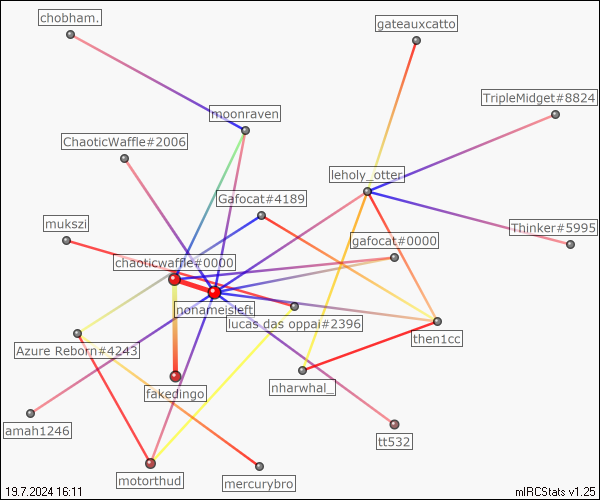 chobham.
gateauxcatto
TripleMidget#8824
moonraven
ChaoticWaffle#2006
leholy_otter
Gafocat#4189
mukszi
Thinker#5995
gafocat#0000
chaoticwaffle#0000
nonameisleft
lucas das oppai#2396
then1cc
Azure Reborn#4243
fakedingo
nharwhal_
amah1246
tt532
motorthud
mercurybro
19.7.2024 16:11
mIRCStats v1.25